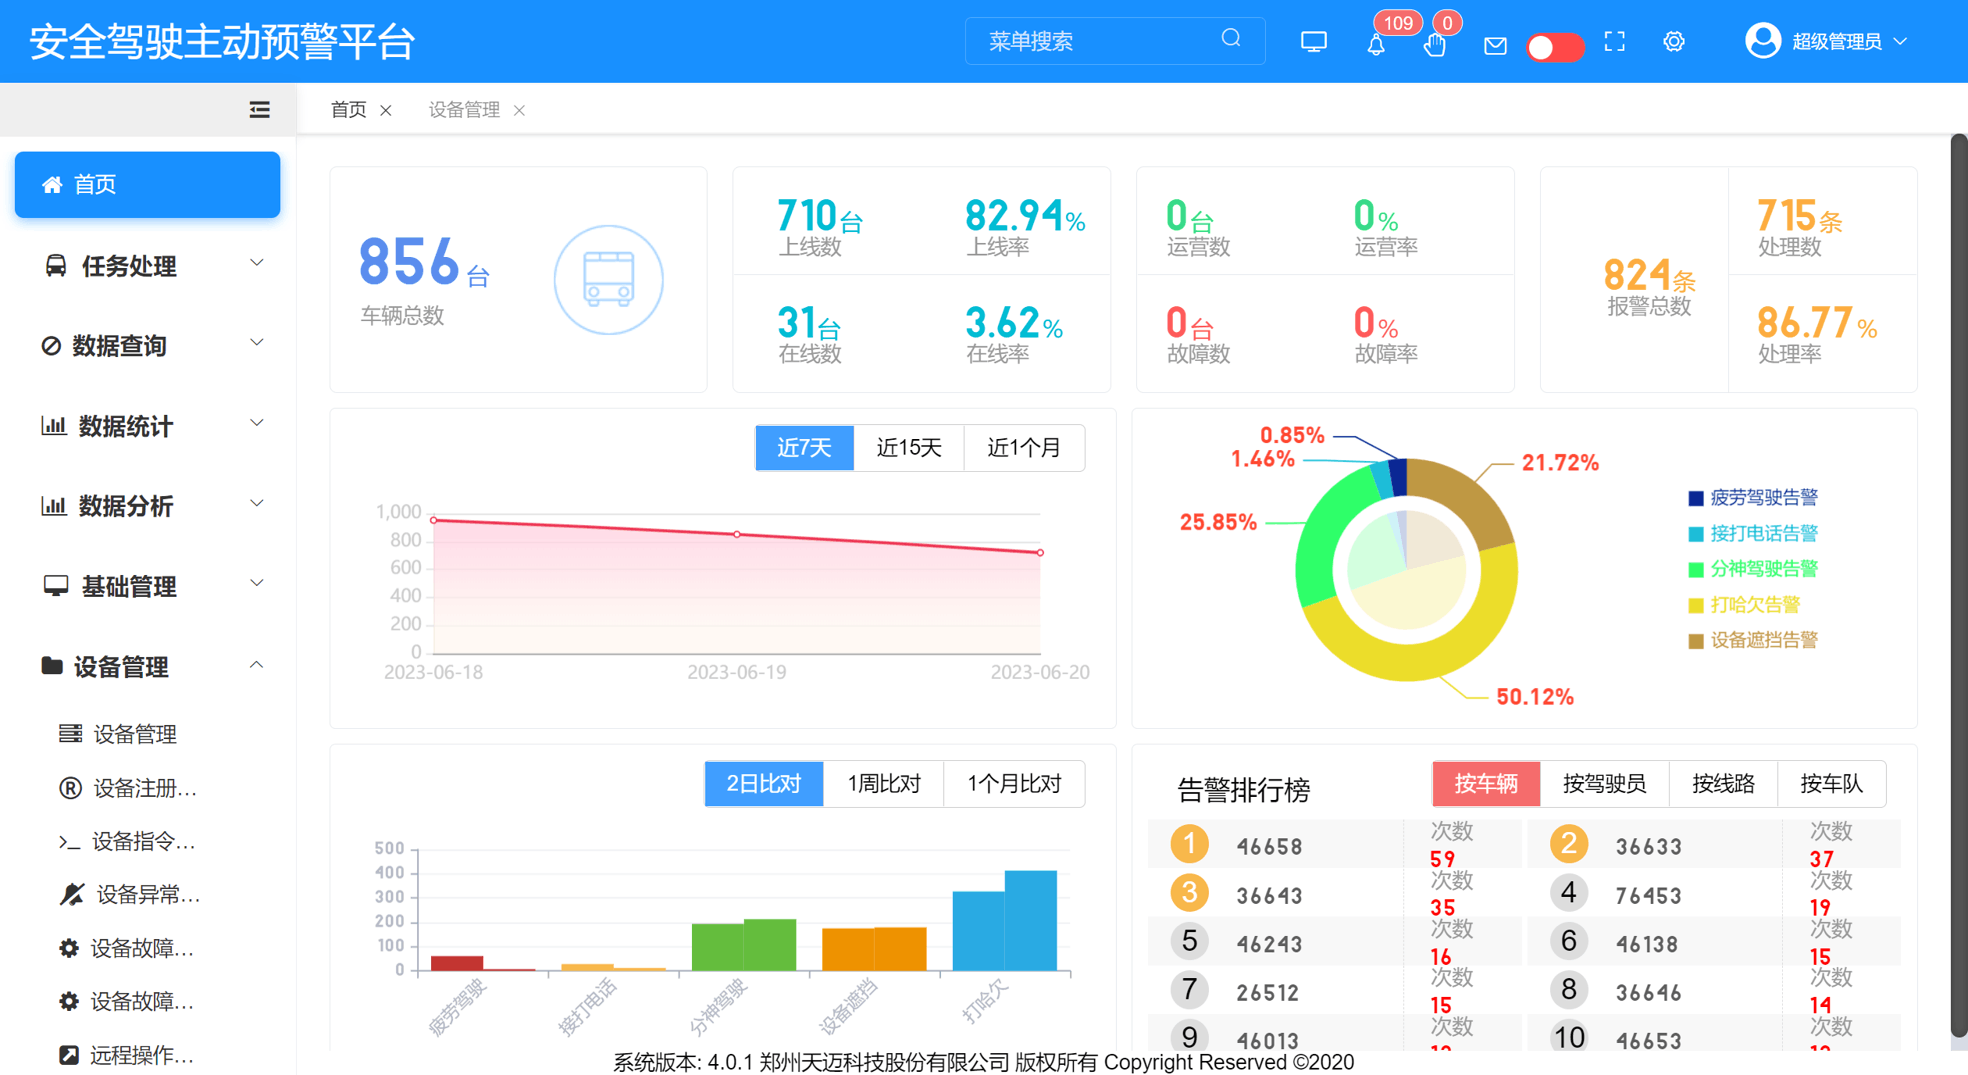 安全驾驶主动预警平台
菜单搜索
109
0
超级管理员
首页
设备管理
首页
任务处理
数据查询
数据统计
数据分析
基础管理
设备管理
设备管理
设备注册...
设备指令...
设备异常...
设备故障...
设备故障...
远程操作...
856台
车辆总数
710台
上线数
82.94%
上线率
31台
在线数
3.62%
在线率
0台
运营数
0%
运营率
0台
故障数
0%
故障率
824条
报警总数
715条
处理数
86.77%
处理率
近7天
近15天
近1个月
1,000
800
600
400
200
0
2023-06-18
2023-06-19
2023-06-20
0.85%
1.46%
25.85%
21.72%
50.12%
疲劳驾驶告警
接打电话告警
分神驾驶告警
打哈欠告警
设备遮挡告警
2日比对
1周比对
1个月比对
500
400
300
200
100
0
疲劳驾驶
接打电话
分神驾驶
设备遮挡
打哈欠
告警排行榜
按车辆
按驾驶员
按线路
按车队
1 46658 次数 59
2 36633 次数 37
3 36643 次数 35
4 76453 次数 19
5 46243 次数 16
6 46138 次数 15
7 26512 次数 15
8 36646 次数 14
9 46013 次数
10 46653 次数
系统版本: 4.0.1 郑州天迈科技股份有限公司 版权所有 Copyright Reserved ©2020